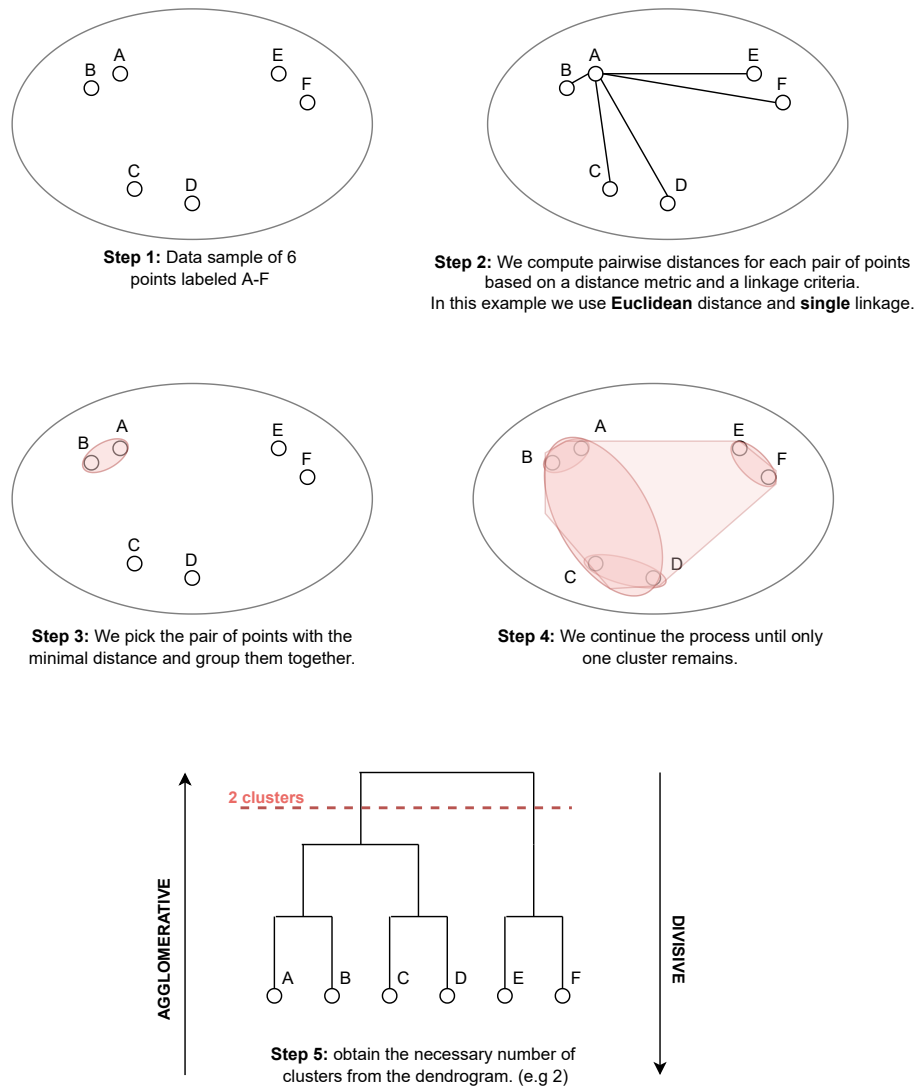 A
B
E
F
C
D
Step 1: Data sample of 6
points labeled A-F
A
B
E
F
C
D
Step 2: We compute pairwise distances for each pair of points
based on a distance metric and a linkage criteria.
In this example we use Euclidean distance and single linkage.
A
B
E
F
C
D
Step 3: We pick the pair of points with the
minimal distance and group them together.
A
B
E
F
C
D
Step 4: We continue the process until only
one cluster remains.
2 clusters
AGGLOMERATIVE
DIVISIVE
A
B
C
D
E
F
Step 5: obtain the necessary number of
clusters from the dendrogram. (e.g 2)